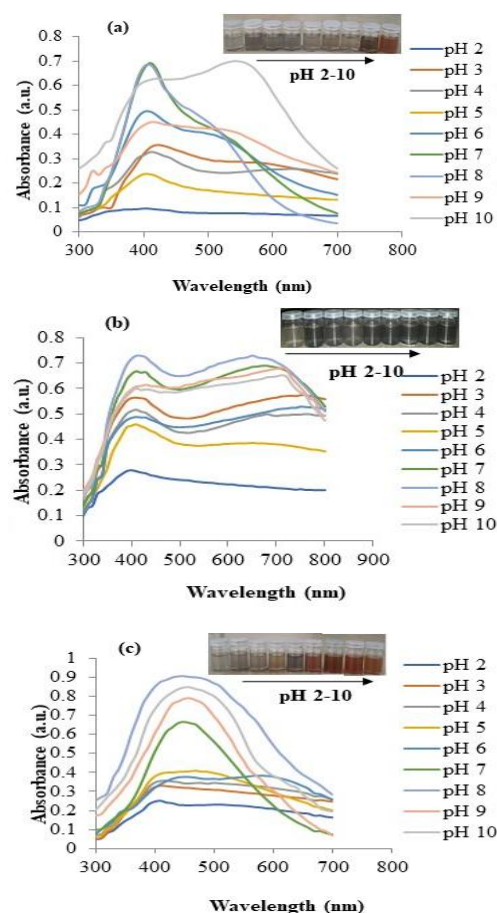 (a)
pH 2-10
Absorbance (a.u.)
0.8
0.7
0.6
0.5
0.4
0.3
0.2
0.1
0
300 400 500 600 700 800
Wavelength (nm)
pH 2
pH 3
pH 4
pH 5
pH 6
pH 7
pH 8
pH 9
pH 10
(b)
pH 2-10
Absorbance (a.u.)
0.8
0.7
0.6
0.5
0.4
0.3
0.2
0.1
0
300 400 500 600 700 800 900
Wavelength (nm)
pH 2
pH 3
pH 4
pH 5
pH 6
pH 7
pH 8
pH 9
pH 10
(c)
pH 2-10
Absorbance (a.u.)
1
0.9
0.8
0.7
0.6
0.5
0.4
0.3
0.2
0.1
0
300 400 500 600 700 800
Wavelength (nm)
pH 2
pH 3
pH 4
pH 5
pH 6
pH 7
pH 8
pH 9
pH 10